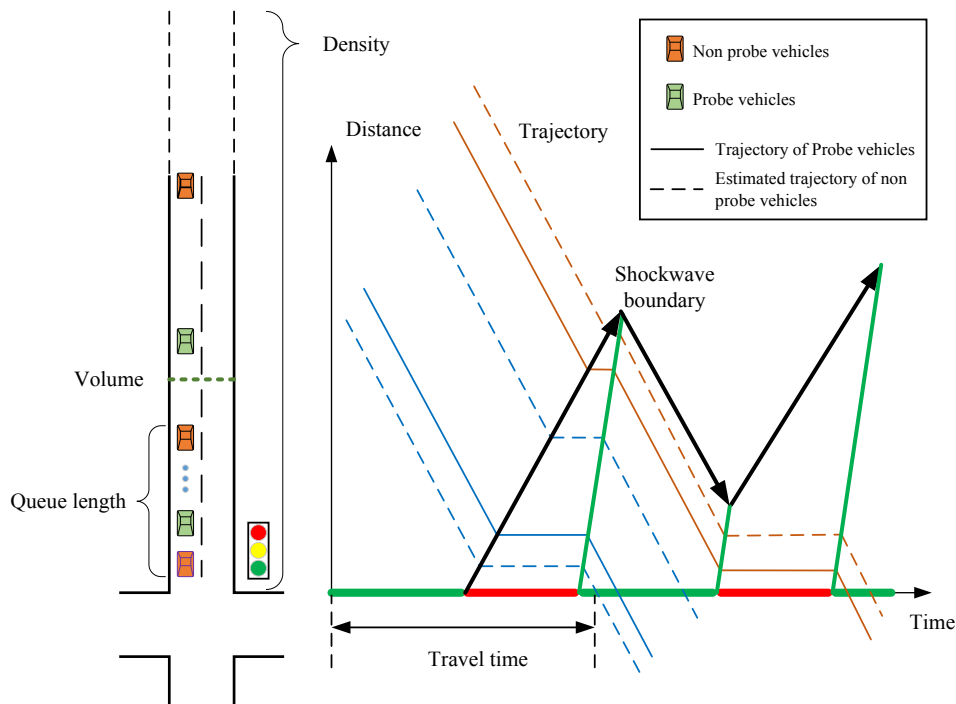 Density
Non probe vehicles
Probe vehicles
Distance
Trajectory
Trajectory of Probe vehicles
Estimated trajectory of non
probe vehicles
Shockwave
boundary
Volume
Queue length
Time
Travel time